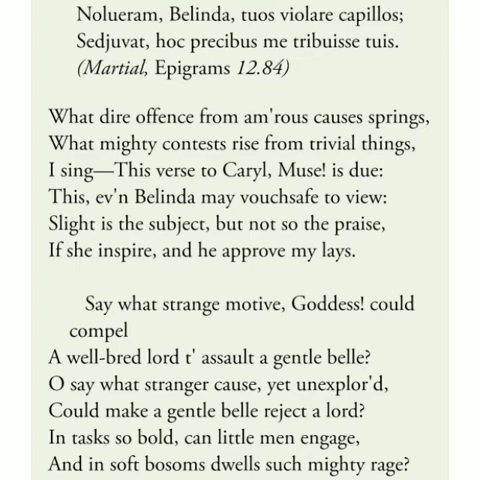 Nolueram, Belinda, tuos violare capillos;
Sedjuvat, hoc precibus me tribuisse tuis.
(Martial, Epigrams 12.84)
What dire offence from am'rous causes springs,
What mighty contests rise from trivial things,
I sing—This verse to Caryl, Muse! is due:
This, ev'n Belinda may vouchsafe to view:
Slight is the subject, but not so the praise,
If she inspire, and he approve my lays.
Say what strange motive, Goddess! could
compel
A well-bred lord t' assault a gentle belle?
O say what stranger cause, yet unexplor'd,
Could make a gentle belle reject a lord?
In tasks so bold, can little men engage,
And in soft bosoms dwells such mighty rage?